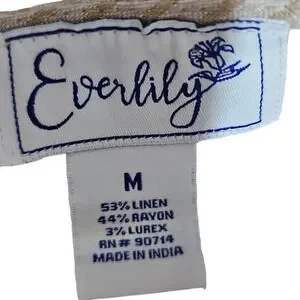 Everlily
M
53% LINEN
44% RAYON
3% LUREX
RN# 90714
MADE IN INDIA